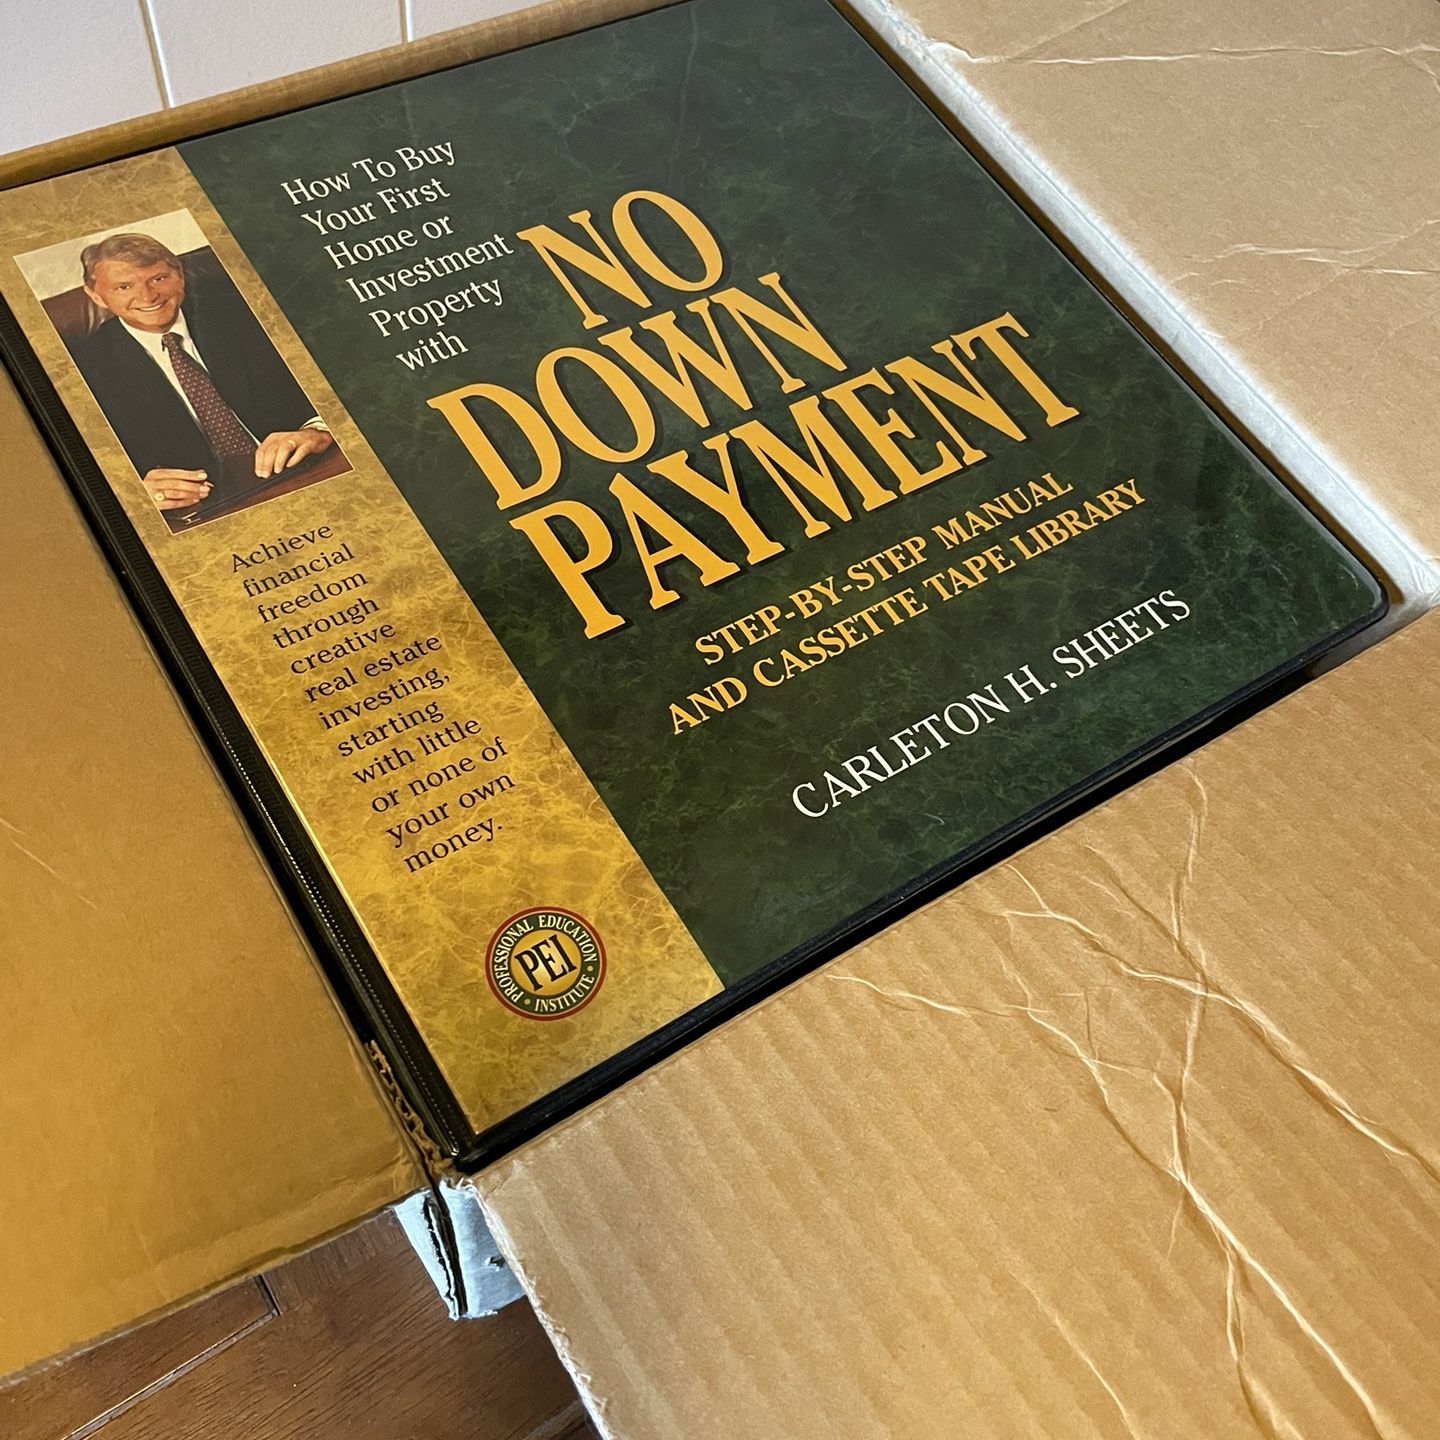 How To Buy
Your First
Home or
Investment
Property
with
NO
DOWN
PAYMENT
STEP-BY-STEP MANUAL
AND CASSETTE TAPE LIBRARY
CARLETON H. SHEETS
Achieve
financial
freedom
through
creative
real estate
investing,
starting
with little
or none of
your own
money.
PROFESSIONAL EDUCATION
PEI
• INSTITUTE •